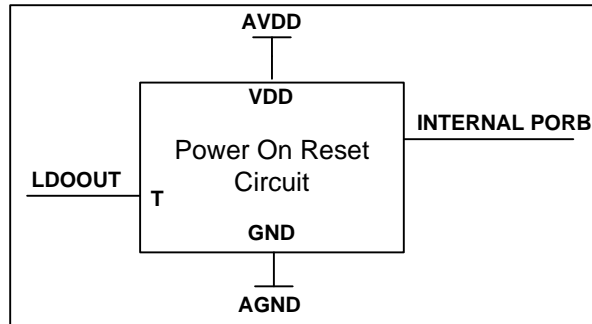 AVDD
VDD
INTERNAL PORB
Power On Reset
Circuit
LDOOUT
T
GND
AGND